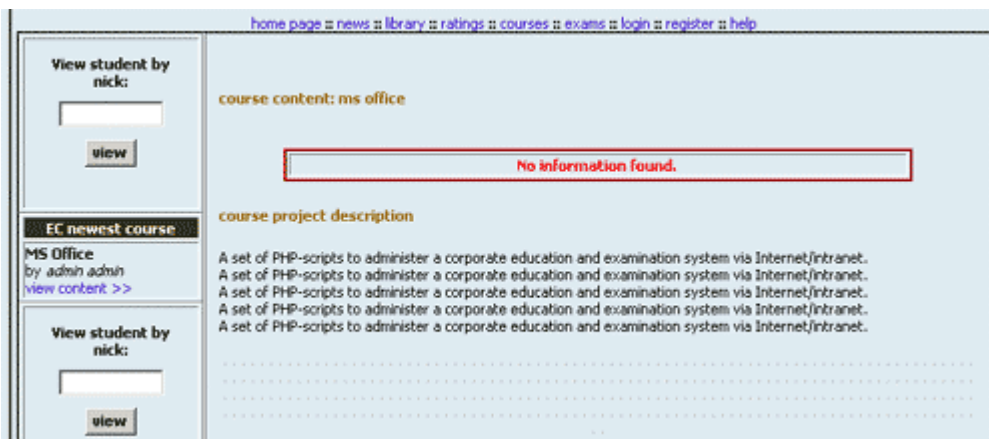 home page :: news :: library :: ratings :: courses :: exams :: login :: register :: help
View student by
nick:
view
EC newest course
MS Office
by admin admin
view content >>
View student by
nick:
view
course content: ms office
No information found.
course project description
A set of PHP-scripts to administer a corporate education and examination system via Internet/intranet.
A set of PHP-scripts to administer a corporate education and examination system via Internet/intranet.
A set of PHP-scripts to administer a corporate education and examination system via Internet/intranet.
A set of PHP-scripts to administer a corporate education and examination system via Internet/intranet.
A set of PHP-scripts to administer a corporate education and examination system via Internet/intranet.